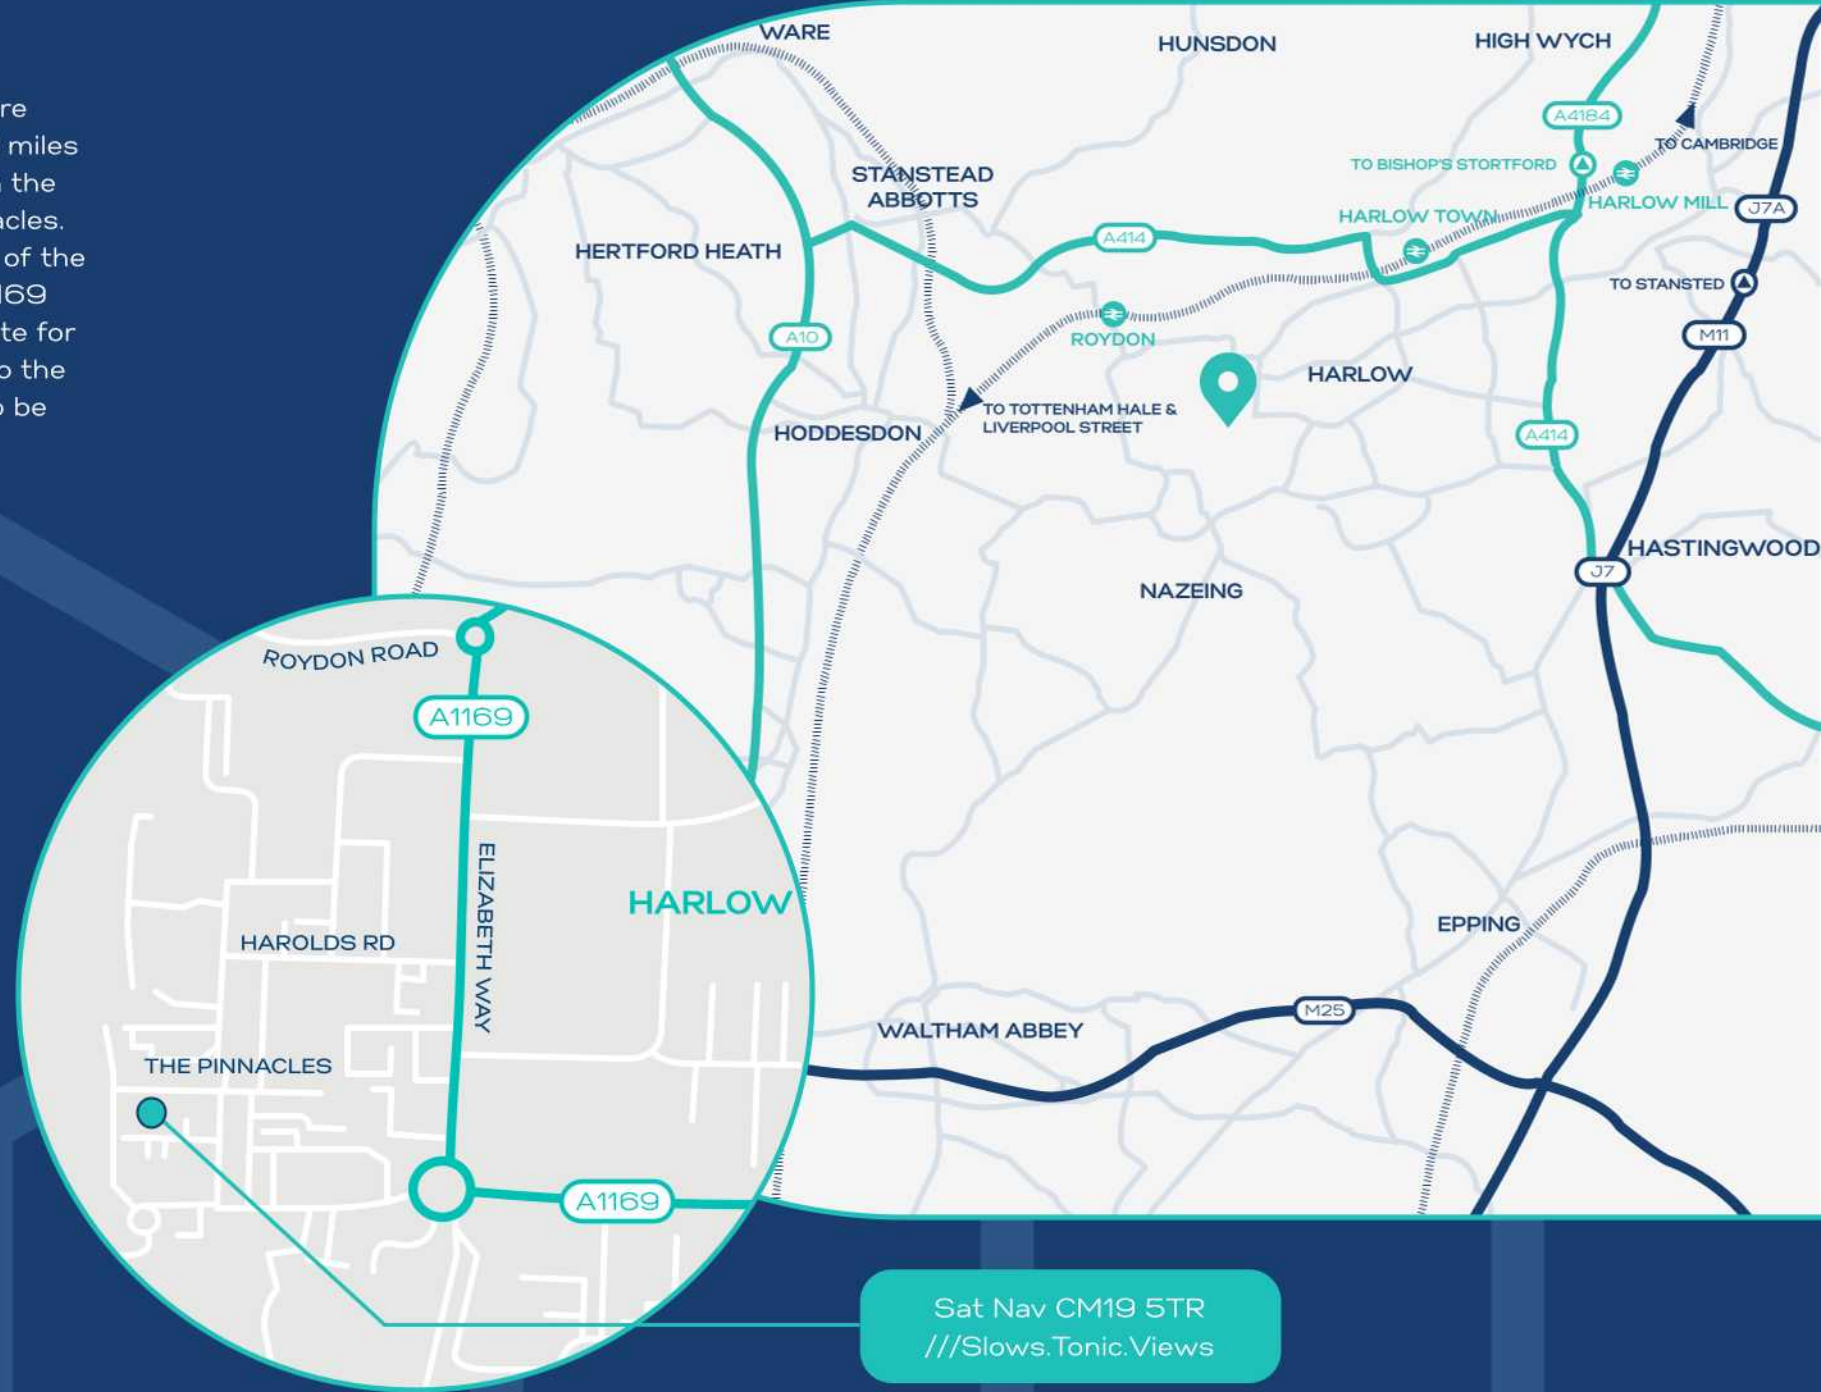 re
miles
the
acles.
of the
169
te for
o the
o be
WARE
HUNSDON
HIGH WYCH
A4184
TO CAMBRIDGE
TO BISHOP'S STORTFORD
STANSTEAD
ABBOTTS
HARLOW TOWN
HARLOW MILL
J7A
A414
HERTFORD HEATH
TO STANSTED
A10
ROYDON
M11
HARLOW
TO TOTTENHAM HALE &
LIVERPOOL STREET
HODDESDON
A414
HASTINGWOOD
J7
NAZEING
ROYDON ROAD
A1169
ELIZABETH WAY
HARLOW
HAROLDS RD
EPPING
M25
WALTHAM ABBEY
THE PINNACLES
A1169
Sat Nav CM19 5TR
///Slows.Tonic.Views